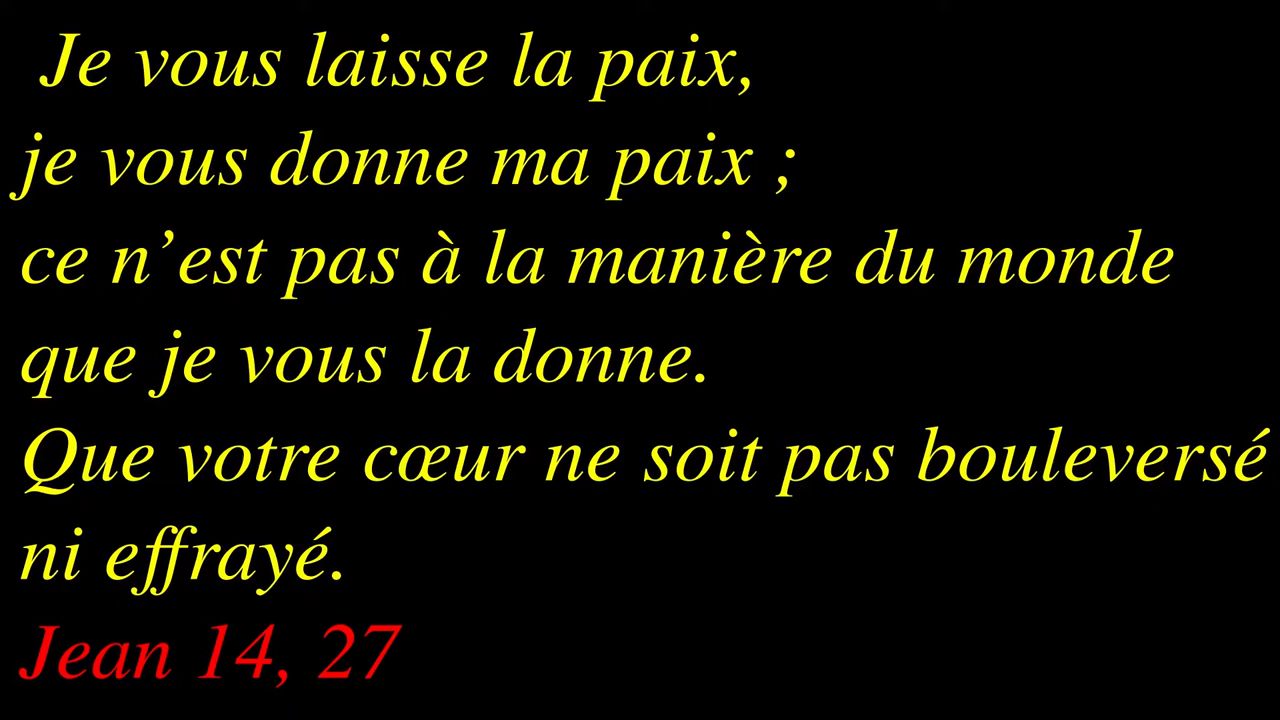 Je vous laisse la paix,
je vous donne ma paix ;
ce n’est pas à la manière du monde
que je vous la donne.
Que votre cœur ne soit pas bouleversé
ni effrayé.
Jean 14, 27